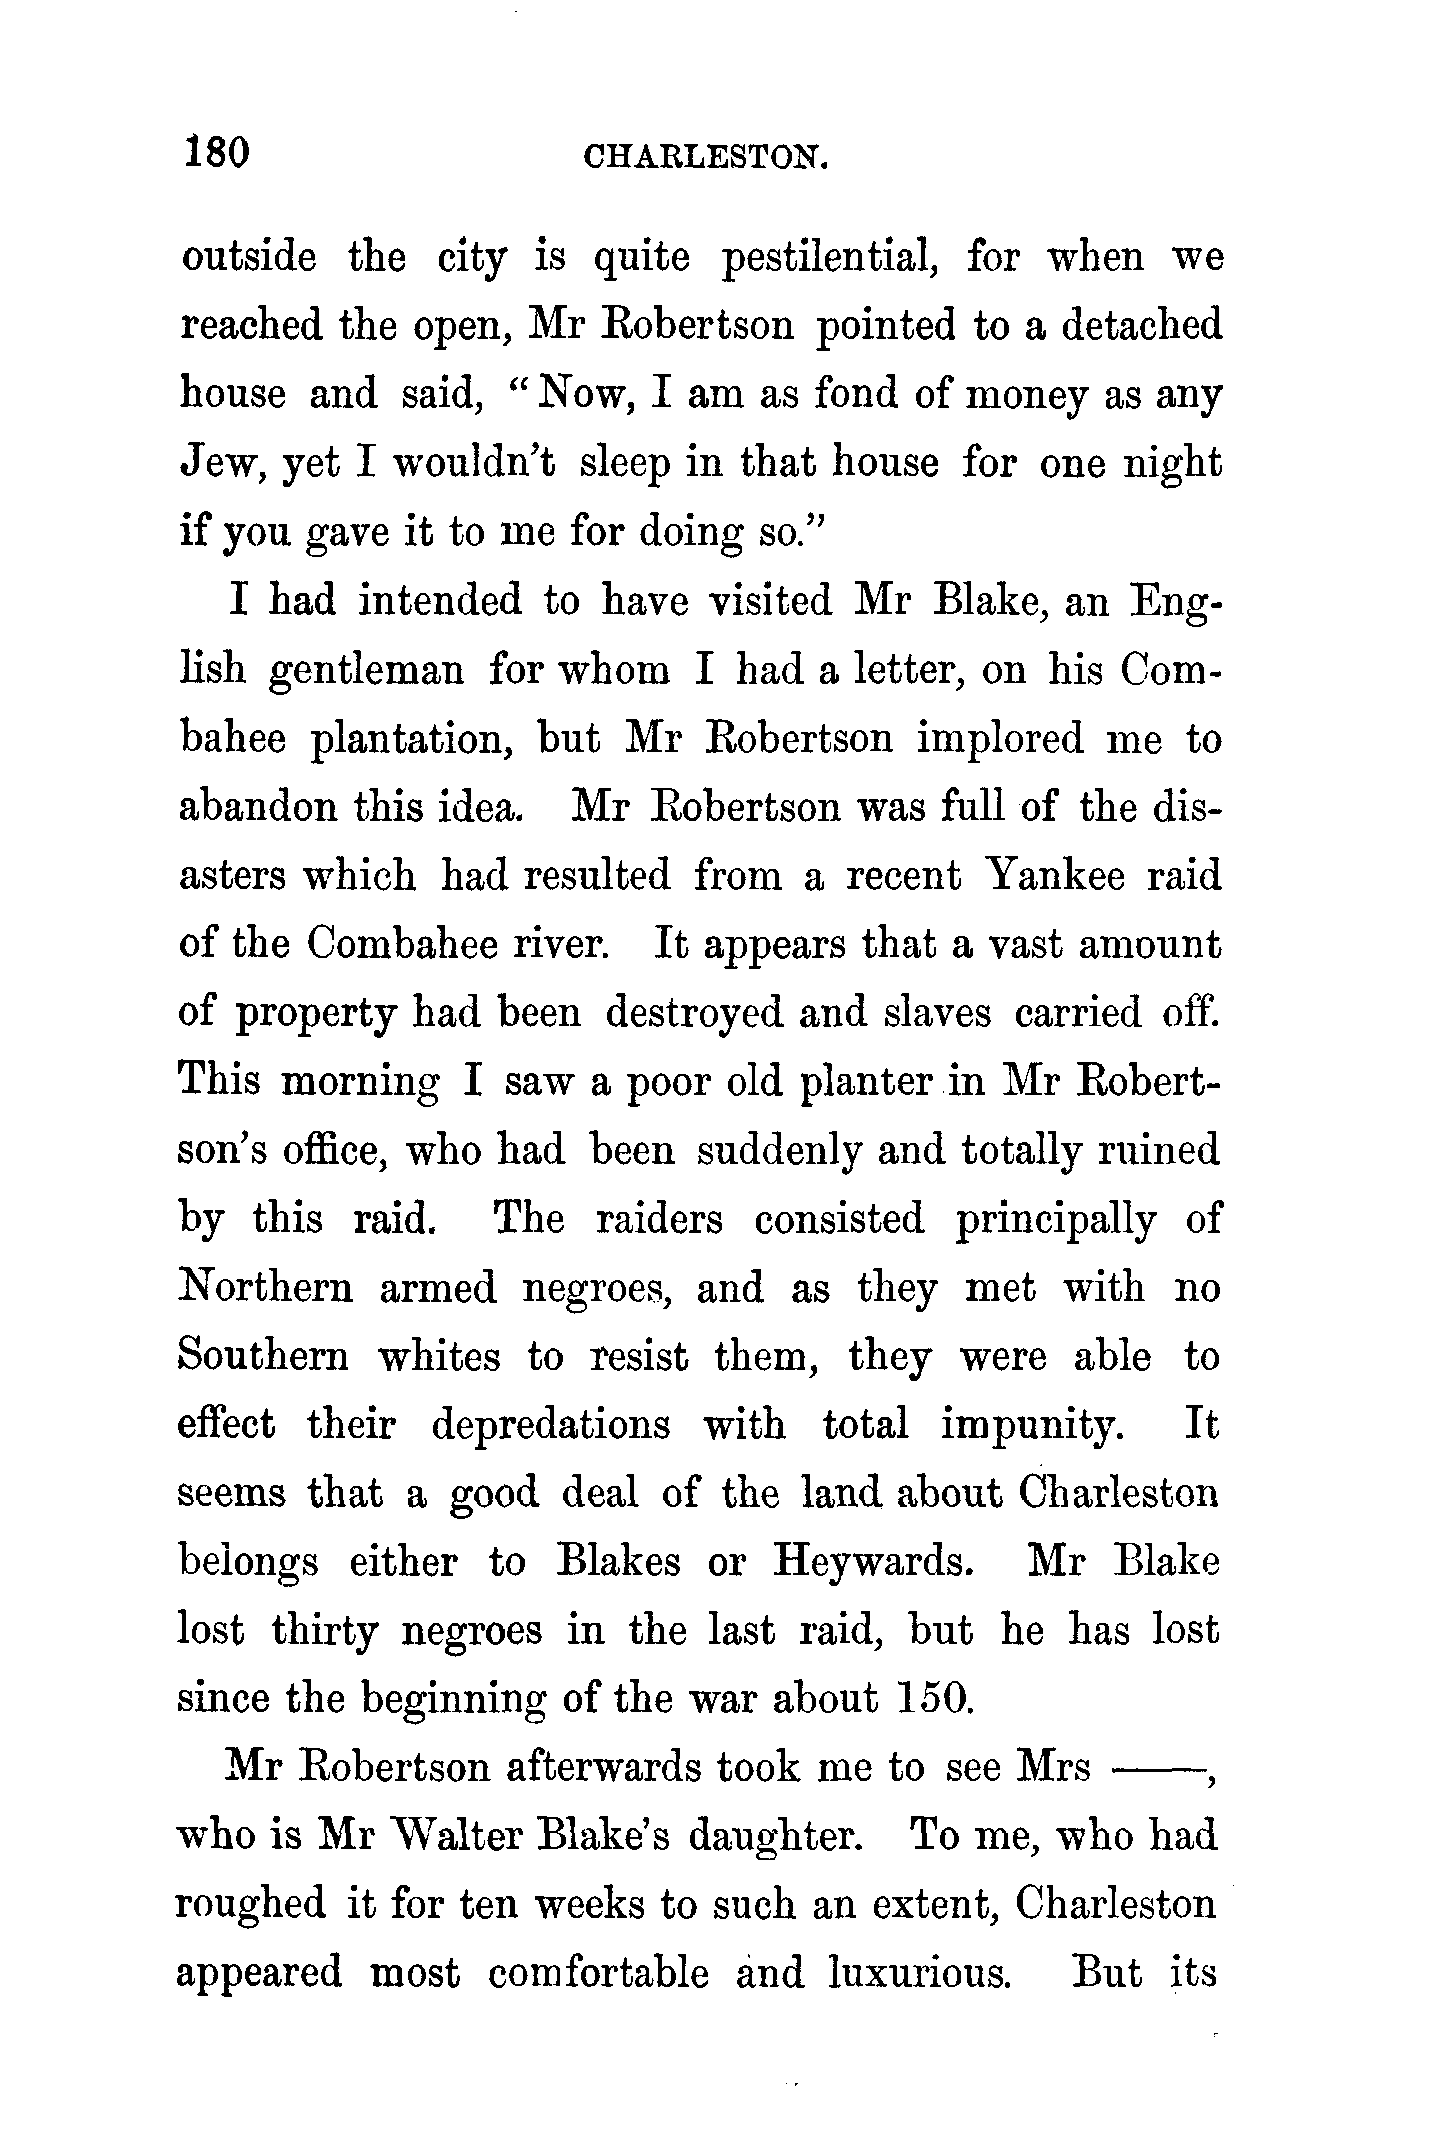 180 CHARLESTON.
outside the city is quite pestilential, for when we
reached the open, Mr Robertson pointed to a detached
house and said, “Now, I am as fond of money as any
Jew, yet I wouldn’t sleep in that house for one night
if you gave it to me for doing so.”
I had intended to have visited Mr Blake, an Eng-
lish gentleman for whom I had a letter, on his Com-
bahee plantation, but Mr Robertson implored me to
abandon this idea. Mr Robertson was full of the dis-
asters which had resulted from a recent Yankee raid
of the Combahee river. It appears that a vast amount
of property had been destroyed and slaves carried off.
This morning I saw a poor old planter in Mr Robert-
son’s office, who had been suddenly and totally ruined
by this raid. The raiders consisted principally of
Northern armed negroes, and as they met with no
Southern whites to resist them, they were able to
effect their depredations with total impunity. It
seems that a good deal of the land about Charleston
belongs either to Blakes or Heywards. Mr Blake
lost thirty negroes in the last raid, but he has lost
since the beginning of the war about 150.
Mr Robertson afterwards took me to see Mrs ——,
who is Mr Walter Blake’s daughter. To me, who had
roughed it for ten weeks to such an extent, Charleston
appeared most comfortable and luxurious. But its